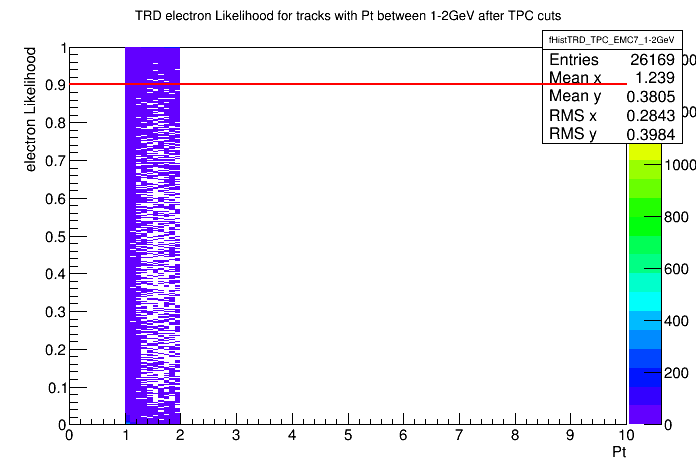 TRD electron Likelihood for tracks with Pt between 1-2GeV after TPC cuts
fHistTRD_TPC_EMC7_1-2GeV
Entries 26169
Mean x 1.239
Mean y 0.3805
RMS x 0.2843
RMS y 0.3984
electron Likelihood
1
0.9
0.8
0.7
0.6
0.5
0.4
0.3
0.2
0.1
0
0 1 2 3 4 5 6 7 8 9 10
Pt
1000
800
600
400
200
0